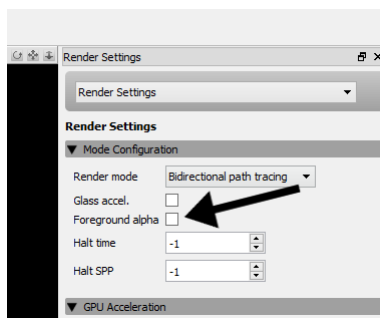 Render Settings
Render Settings
Render Settings
Mode Configuration
Render mode Bidirectional path tracing
Glass accel.
Foreground alpha
Halt time -1
Halt SPP -1
GPU Acceleration